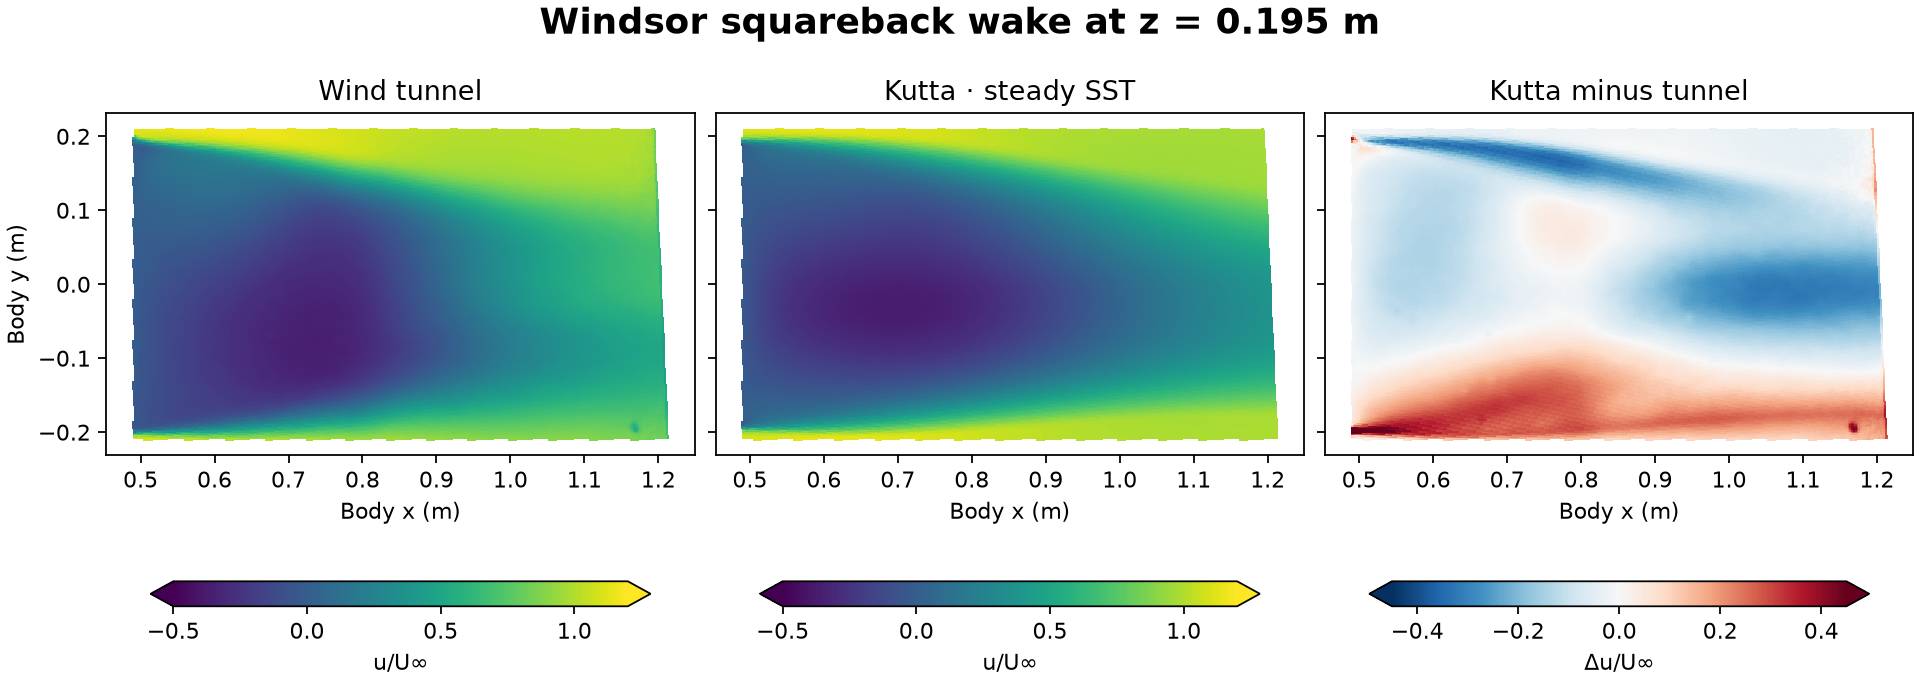 Windsor squareback wake at z = 0.195 m
Wind tunnel
Kutta · steady SST
Kutta minus tunnel
Body y (m)
0.2
0.1
0.0
−0.1
−0.2
0.5 0.6 0.7 0.8 0.9 1.0 1.1 1.2
0.5 0.6 0.7 0.8 0.9 1.0 1.1 1.2
0.5 0.6 0.7 0.8 0.9 1.0 1.1 1.2
Body x (m)
Body x (m)
Body x (m)
−0.5 0.0 0.5 1.0
−0.5 0.0 0.5 1.0
−0.4 −0.2 0.0 0.2 0.4
u/U∞
u/U∞
Δu/U∞